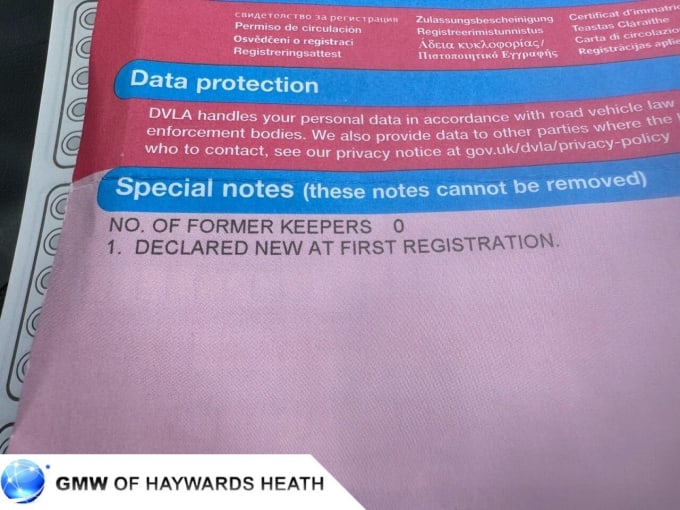 свидетелство за регистрация
Permiso de circulación
Osvědčení o registraci
Registreringsattest
Zulassungsbescheinigung
Registreerimistunnistus
Άδεια κυκλοφορίας/
Πιστοποιητικό Εγγραφής
Certificat d'immatric
Teastas Cláraithe
Carta di circolazio
Reģistrācijas aplie
Data protection
DVLA handles your personal data in accordance with road vehicle law
enforcement bodies. We also provide data to other parties where the
who to contact, see our privacy notice at gov.uk/dvla/privacy-policy
Special notes (these notes cannot be removed)
NO. OF FORMER KEEPERS 0
1. DECLARED NEW AT FIRST REGISTRATION.
GMW OF HAYWARDS HEATH